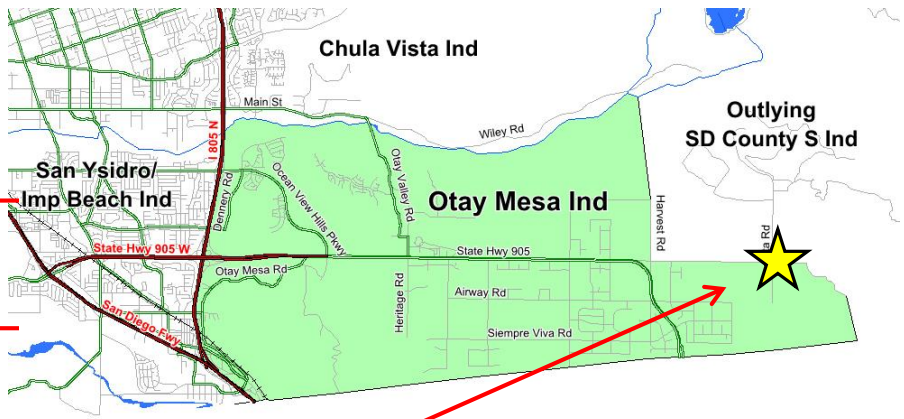 Chula Vista Ind
Main St
I 805 N
Wiley Rd
Outlying
SD County S Ind
San Ysidro/
Imp Beach Ind
Dennery Rd
Ocean View Hills Pkwy
Otay Valley Rd
Otay Mesa Ind
Harvest Rd
State Hwy 905 W
State Hwy 905
Otay Mesa Rd
Heritage Rd
Airway Rd
San Diego Fwy
Siempre Viva Rd
Rd